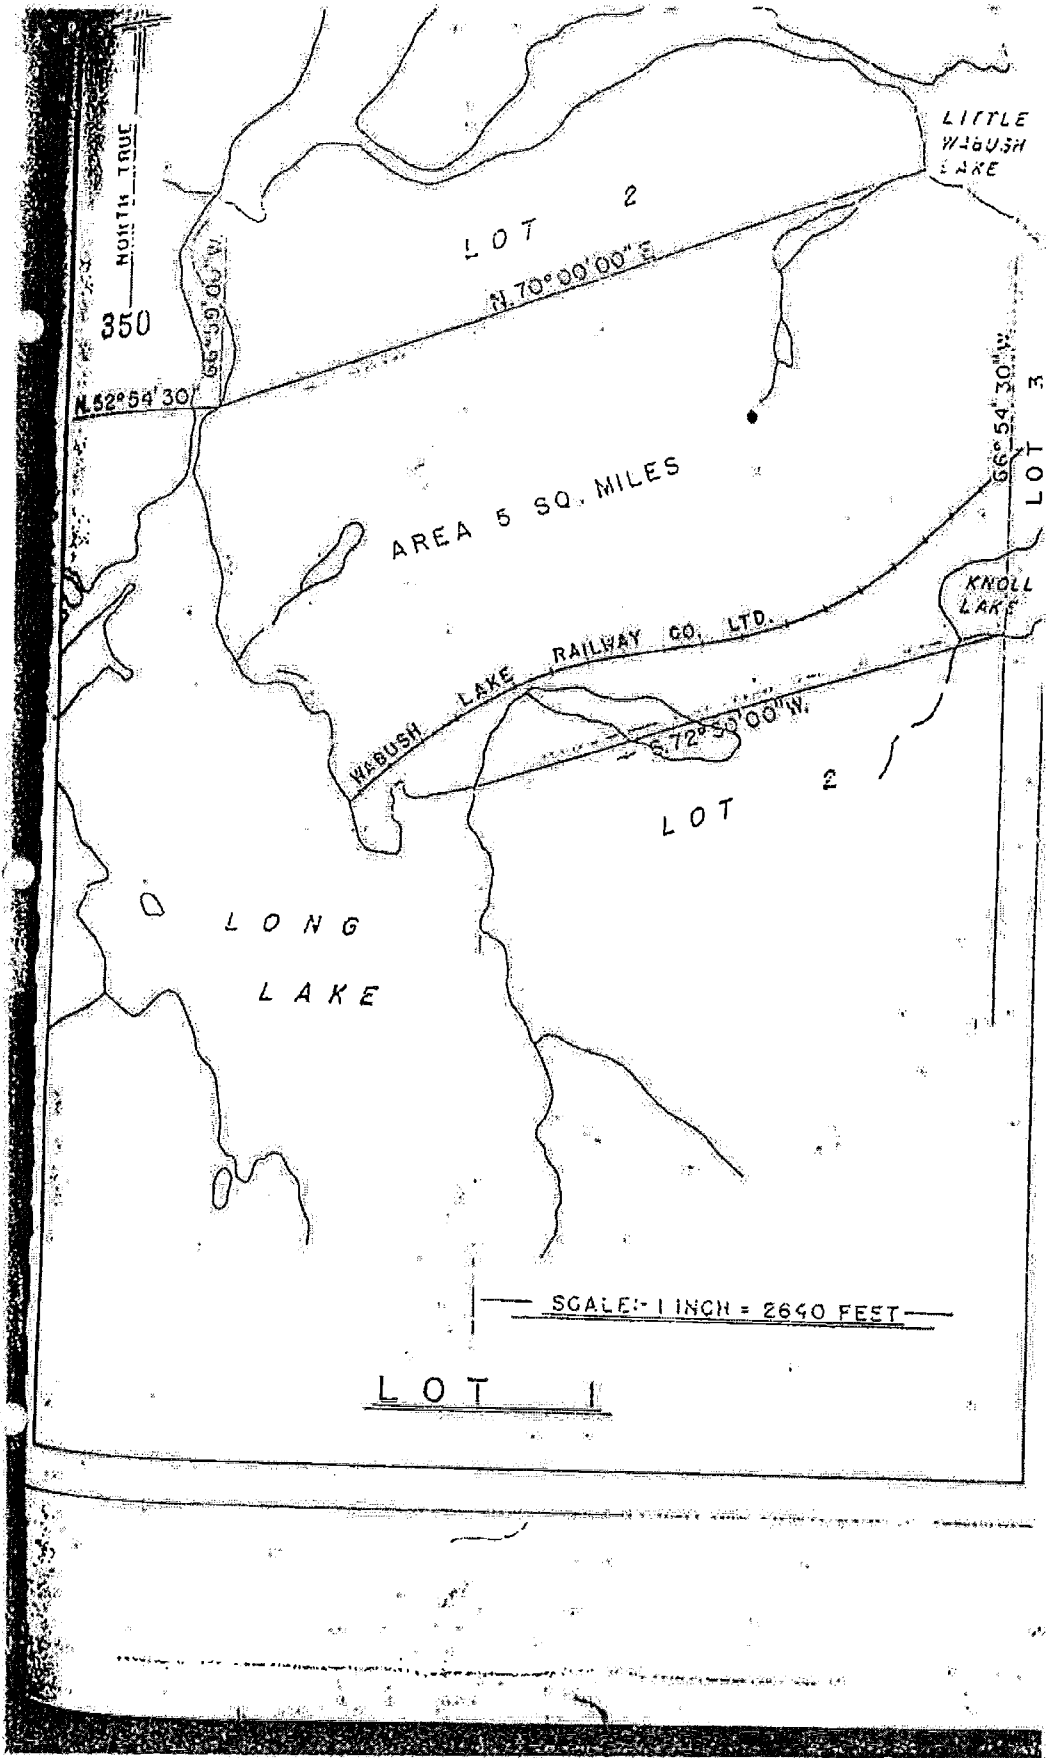 LITTLE
WABUSH
LAKE
NORTH TRUE
350
LOT 2
N. 70° 00' 00" E
66° 59' 00" W.
N. 52° 54' 30"
66° 54' 30" W.
LOT 3
AREA 5 SQ. MILES
KNOLL
LAKE
WABUSH LAKE RAILWAY CO. LTD.
S. 72° 50' 00" W.
LOT 2
LONG
LAKE
SCALE:- 1 INCH = 2640 FEET
LOT 1